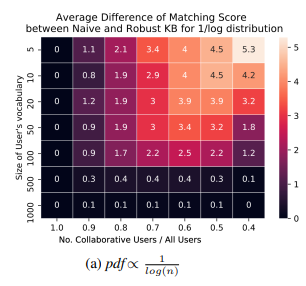 Average Difference of Matching Score
between Naive and Robust KB for 1/log distribution
Size of User's vocabulary
5 0 1.1 2.1 3.4 4 4.5 5.3
10 0 0.8 1.9 2.9 4 4.5 4.2
20 0 1.2 1.9 3 3.9 3.9 3.2
50 0 0.9 1.9 3 3.4 3.2 1.8
100 0 0.9 1.7 2.2 2.5 2.2 1.2
500 0 0.3 0.4 0.4 0.4 0.3 0.1
1000 0 0.1 0.1 0.1 0.1 0.1 0
1.0 0.9 0.8 0.7 0.6 0.5 0.4
No. Collaborative Users / All Users
5
4
3
2
1
0
(a) pdf∝ 1/log(n)